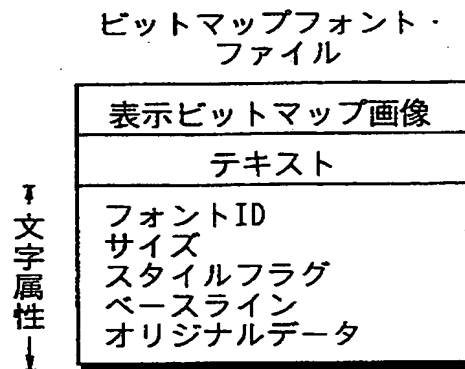 ビットマップフォント・
ファイル
表示ビットマップ画像
テキスト
文字属性
フォントID
サイズ
スタイルフラグ
ベースライン
オリジナルデータ